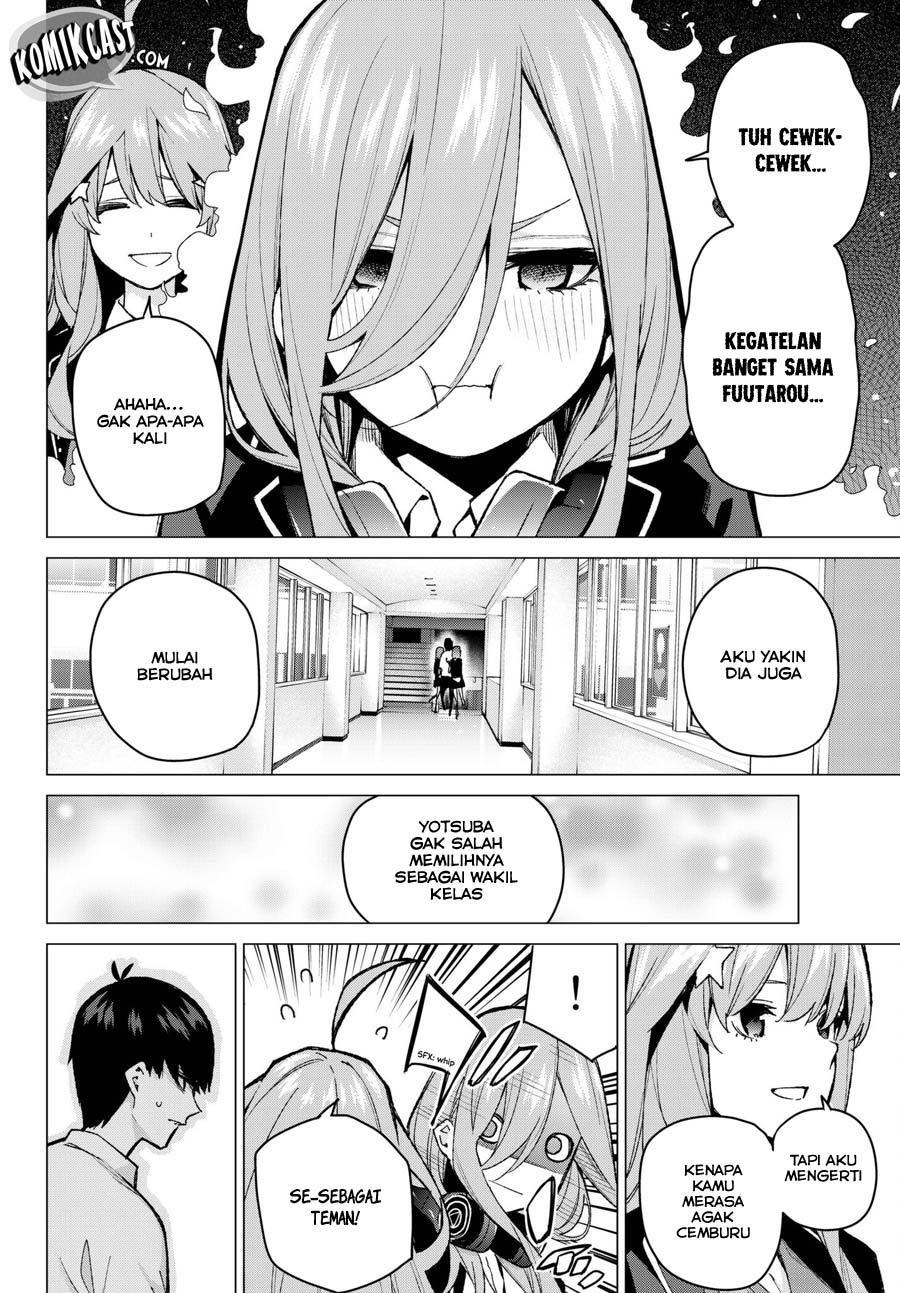 KOMIKCAST
.COM
TUH CEWEK-
CEWEK...
KEGATELAN
BANGET SAMA
FUUTAROU...
AHAHA...
GAK APA-APA
KALI
AKU YAKIN
DIA JUGA
MULAI
BERUBAH
YOTSUBA
GAK SALAH
MEMILIHNYA
SEBAGAI WAKIL
KELAS
TAPI AKU
MENGERTI
KENAPA
KAMU
MERASA
AGAK
CEMBURU
!
SFX: whip
SE-SEBAGAI
TEMAN!